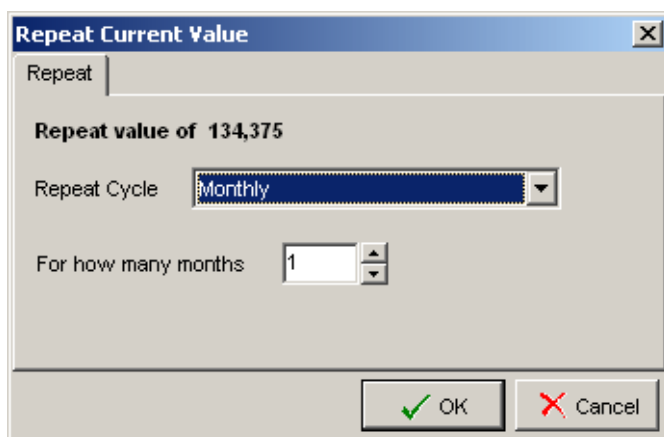 Repeat Current Value
Repeat
Repeat value of 134,375
Repeat Cycle Monthly
For how many months 1
OK Cancel